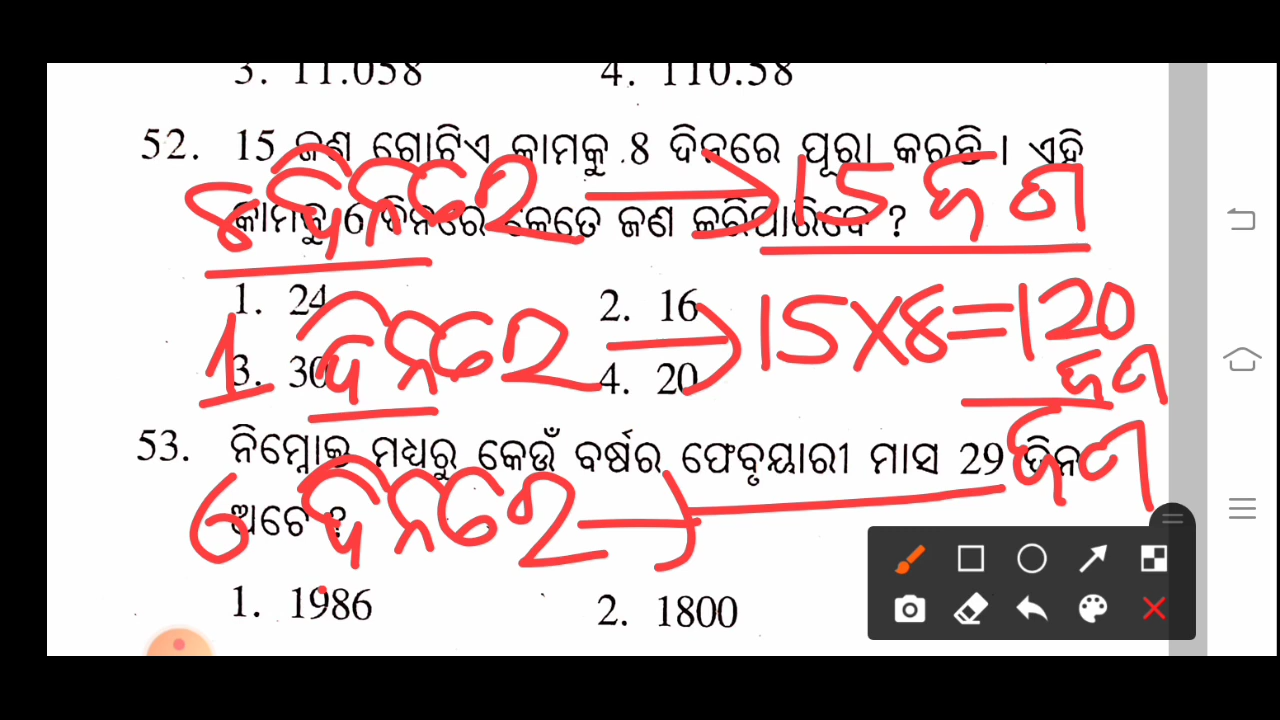 3. 11.058 4. 110.58
52. 15 ଜଣ ଗୋଟିଏ କାମକୁ 8 ଦିନରେ ପୂରା କରନ୍ତି । ଏହି
୪ ଦିନରେ → 15 ଜଣ
କାମକୁ 6 ଦିନରେ କେତେ ଜଣ କରିପାରିବେ ?
1. 24 2. 16
1 ଦିନରେ → 15×8=120 ଜଣ
3. 30 4. 20
53. ନିମ୍ନୋକ୍ତ ମଧ୍ୟରୁ କେଉଁ ବର୍ଷର ଫେବୃୟାରୀ ମାସ 29 ଦିନ
6 ଦିନରେ → ଜଣ
ଅଟେ ?
1. 1986 2. 1800